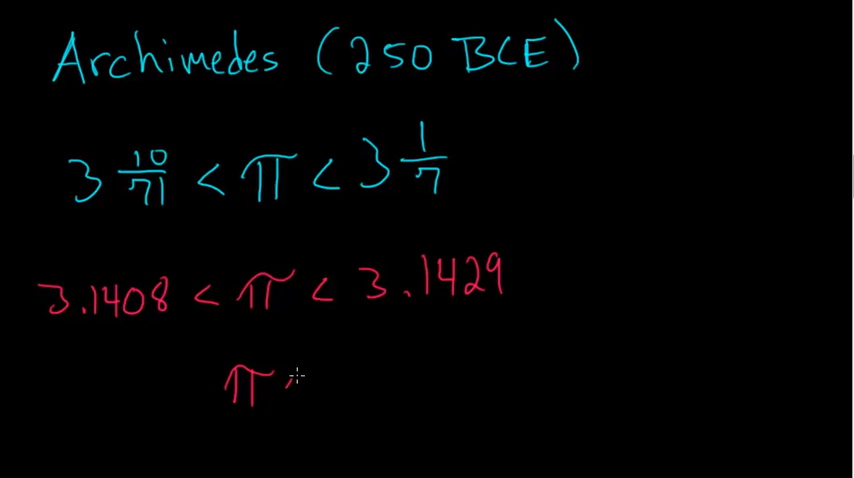 Archimedes (250 BCE)
3 10/71 < π < 3 1/7
3.1408 < π < 3.1429
π